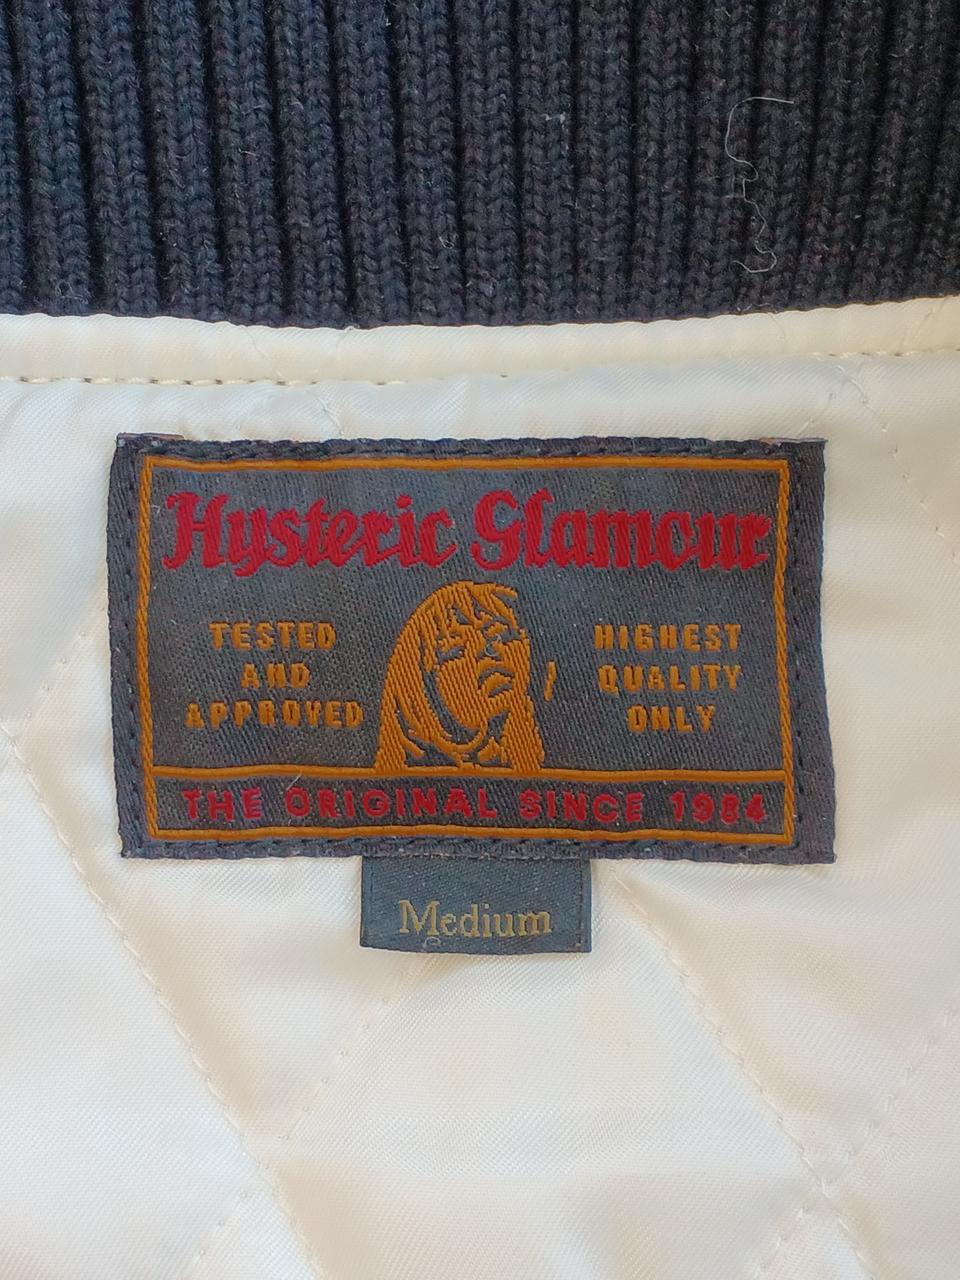 Hysteric Glamour
TESTED
AND
APPROVED
HIGHEST
QUALITY
ONLY
THE ORIGINAL SINCE 1984
Medium